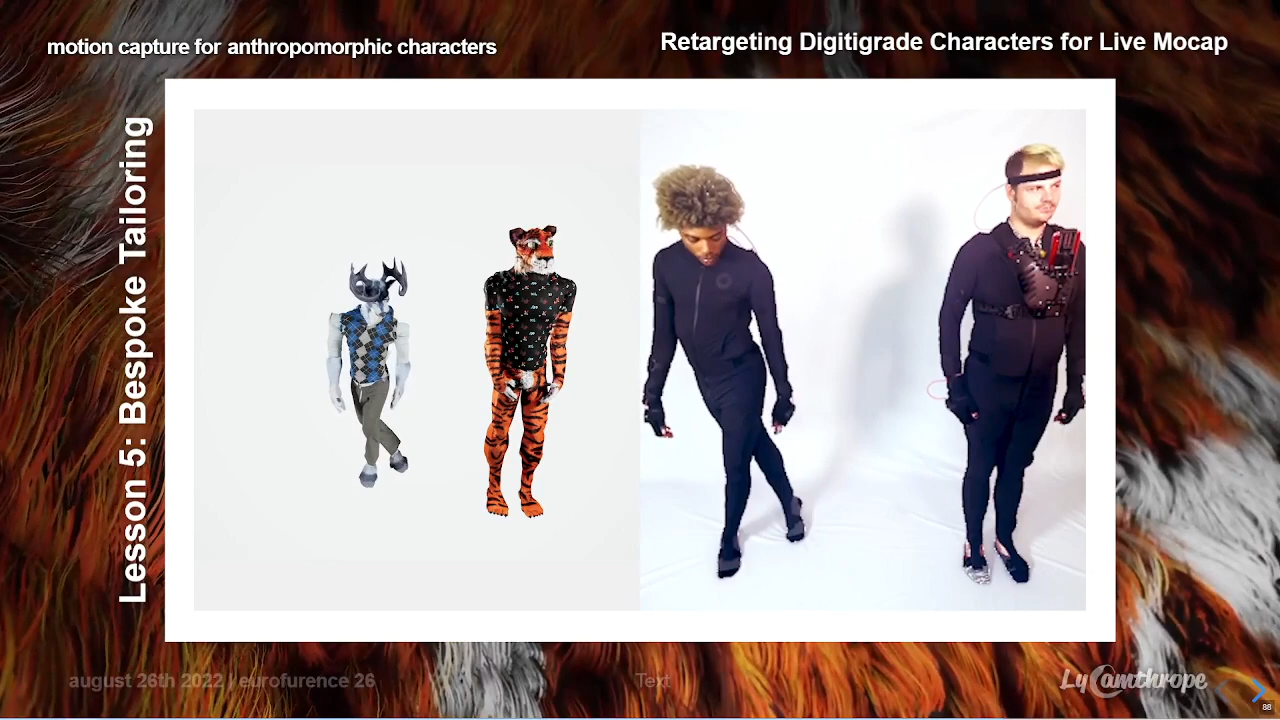 motion capture for anthropomorphic characters
Retargeting Digitigrade Characters for Live Mocap
Lesson 5: Bespoke Tailoring
august 26th 2022 | eurofurence 26
Text
Lycamthrope
88